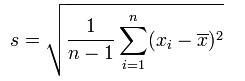 s = √(1/(n − 1) ∑_{i=1}^{n} (x_i − x̅)²)